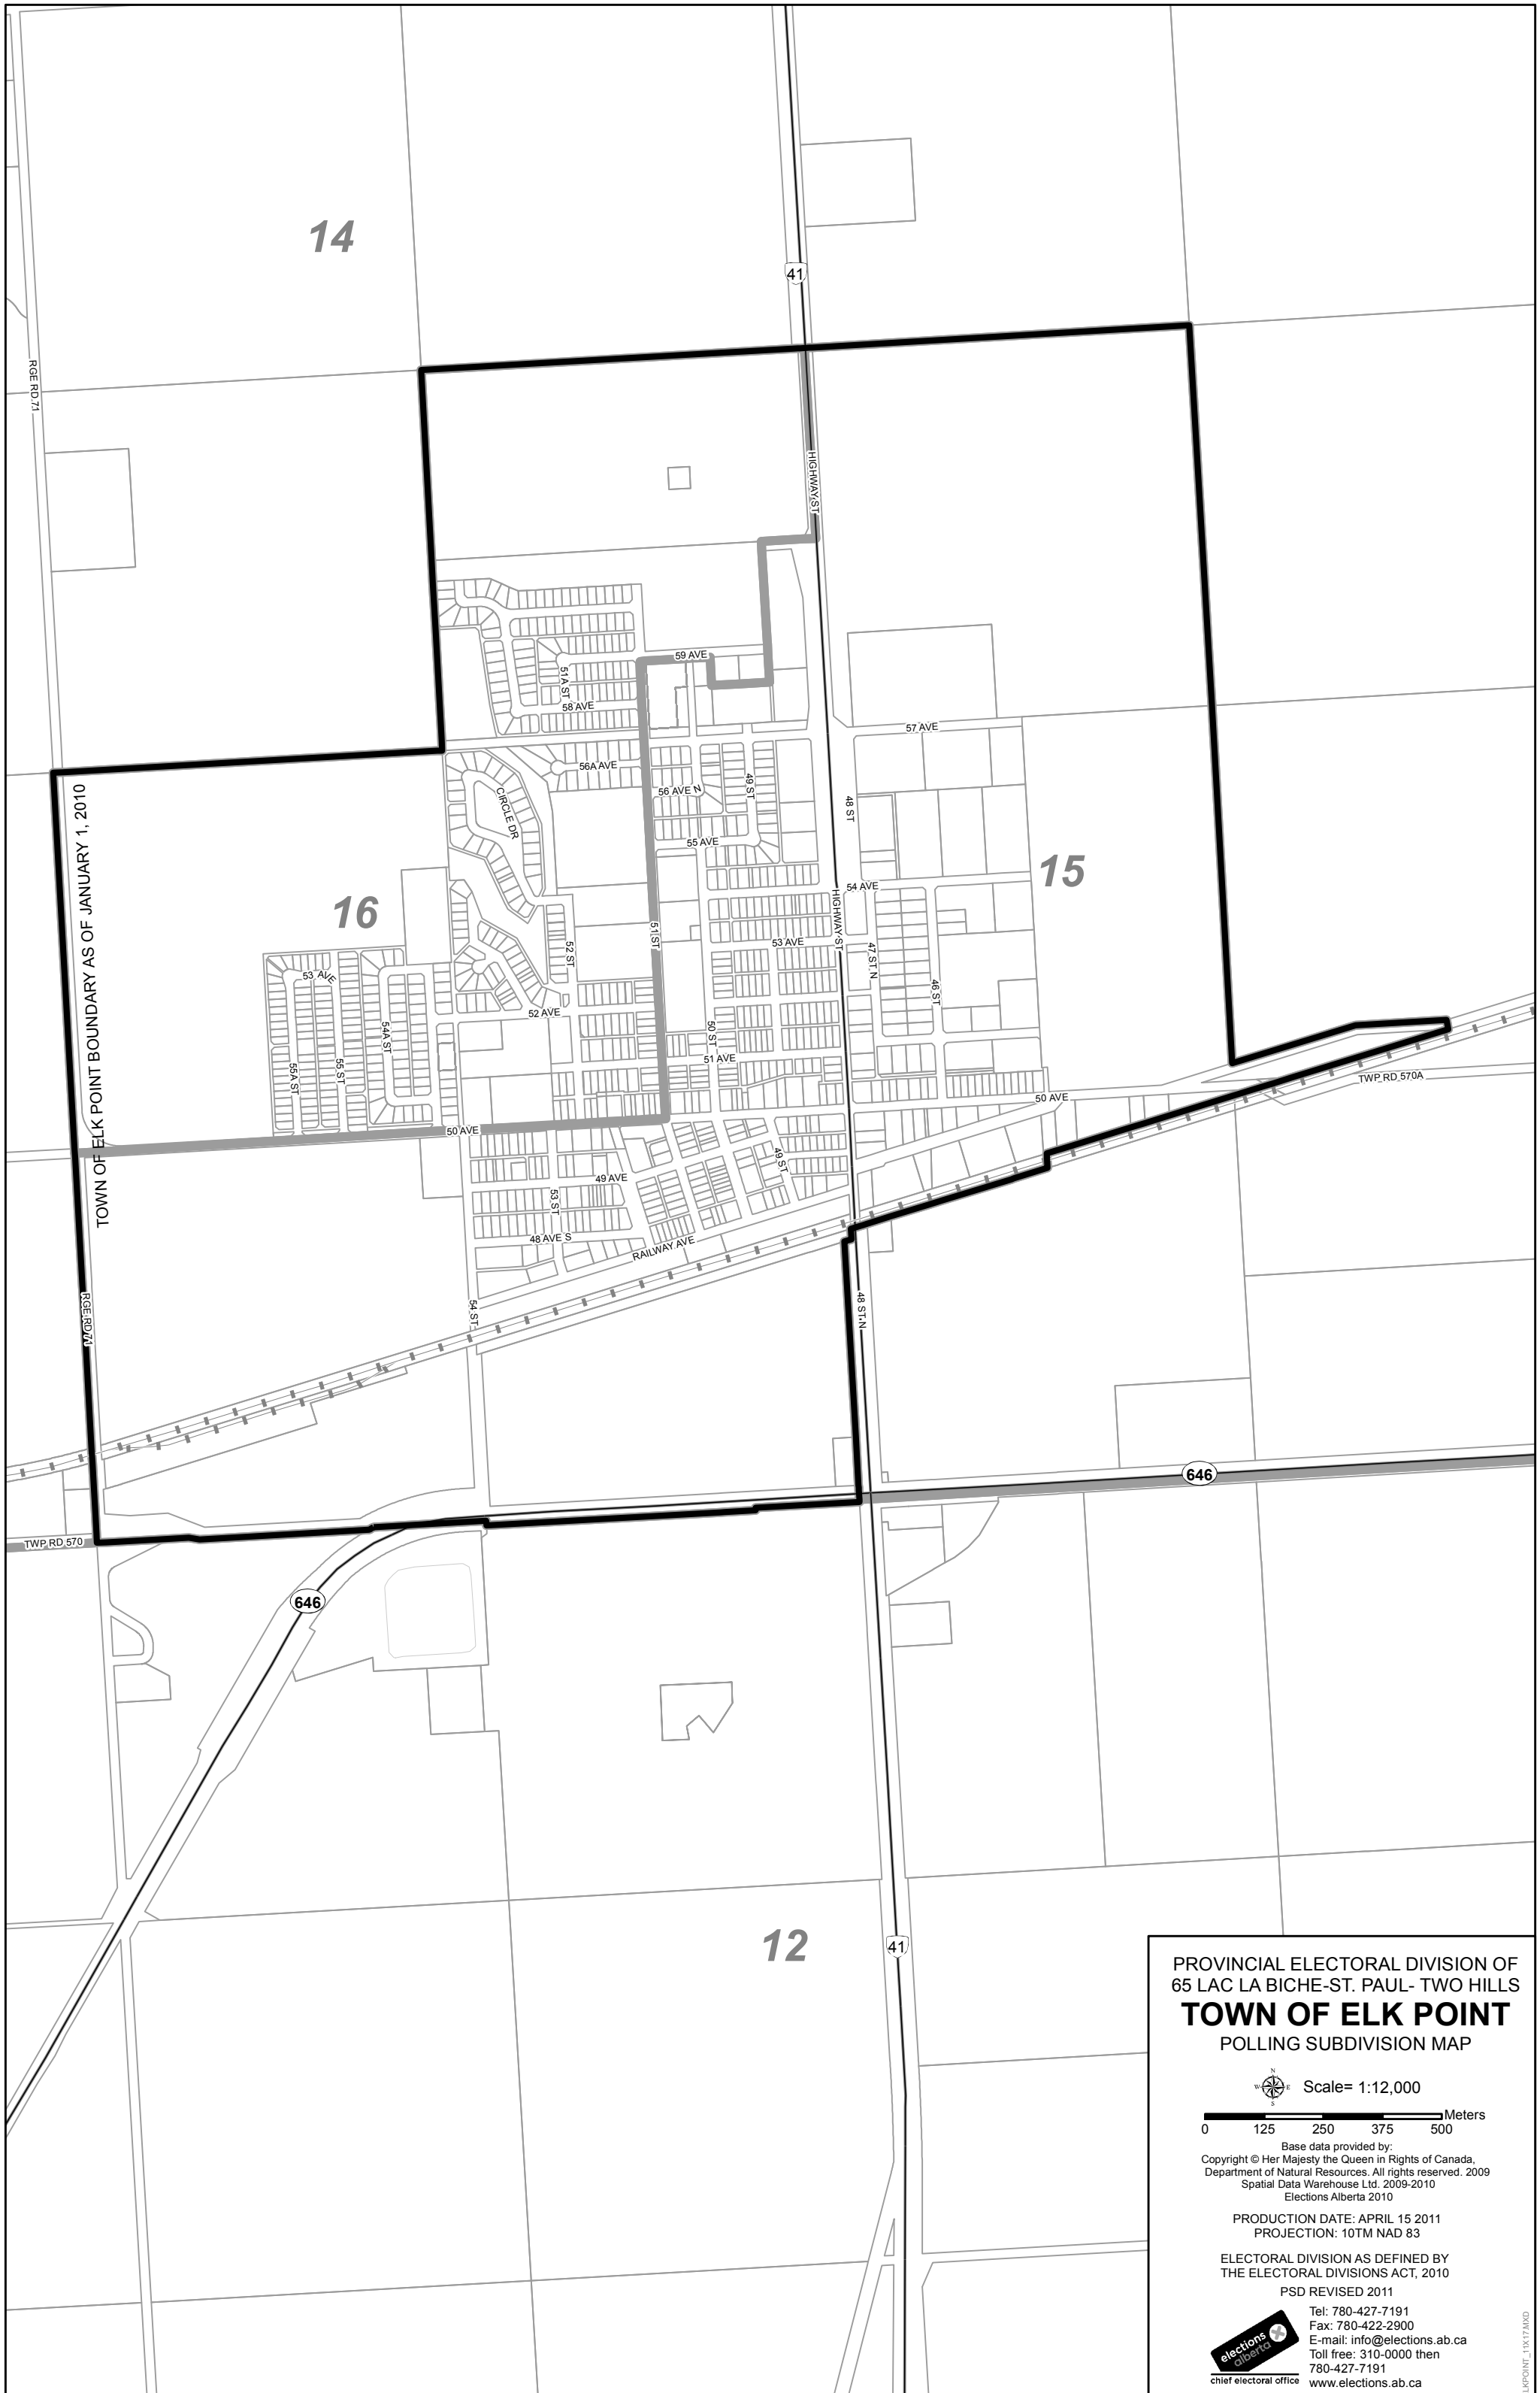 14
41
RGE RD 71
HIGHWAY ST
59 AVE
51A ST
58 AVE
57 AVE
56A AVE
CIRCLE DR
56 AVE N
49 ST
48 ST
55 AVE
TOWN OF ELK POINT BOUNDARY AS OF JANUARY 1, 2010
16
15
54 AVE
HIGHWAY ST
51 ST
53 AVE
52 ST
47 ST N
53 AVE
46 ST
52 AVE
54A ST
50 ST
51 AVE
55 ST
55A ST
TWP RD 570A
50 AVE
50 AVE
49 ST
49 AVE
53 ST
48 AVE S
RAILWAY AVE
RGE RD 71
54 ST
48 ST N
646
TWP RD 570
646
12
41
PROVINCIAL ELECTORAL DIVISION OF
65 LAC LA BICHE-ST. PAUL- TWO HILLS
TOWN OF ELK POINT
POLLING SUBDIVISION MAP
N
W E
S
Scale= 1:12,000
Meters
0 125 250 375 500
Base data provided by:
Copyright © Her Majesty the Queen in Rights of Canada,
Department of Natural Resources. All rights reserved. 2009
Spatial Data Warehouse Ltd. 2009-2010
Elections Alberta 2010
PRODUCTION DATE: APRIL 15 2011
PROJECTION: 10TM NAD 83
ELECTORAL DIVISION AS DEFINED BY
THE ELECTORAL DIVISIONS ACT, 2010
PSD REVISED 2011
elections
alberta
chief electoral office
Tel: 780-427-7191
Fax: 780-422-2900
E-mail: info@elections.ab.ca
Toll free: 310-0000 then
780-427-7191
www.elections.ab.ca
LKPOINT_11X17.MXD